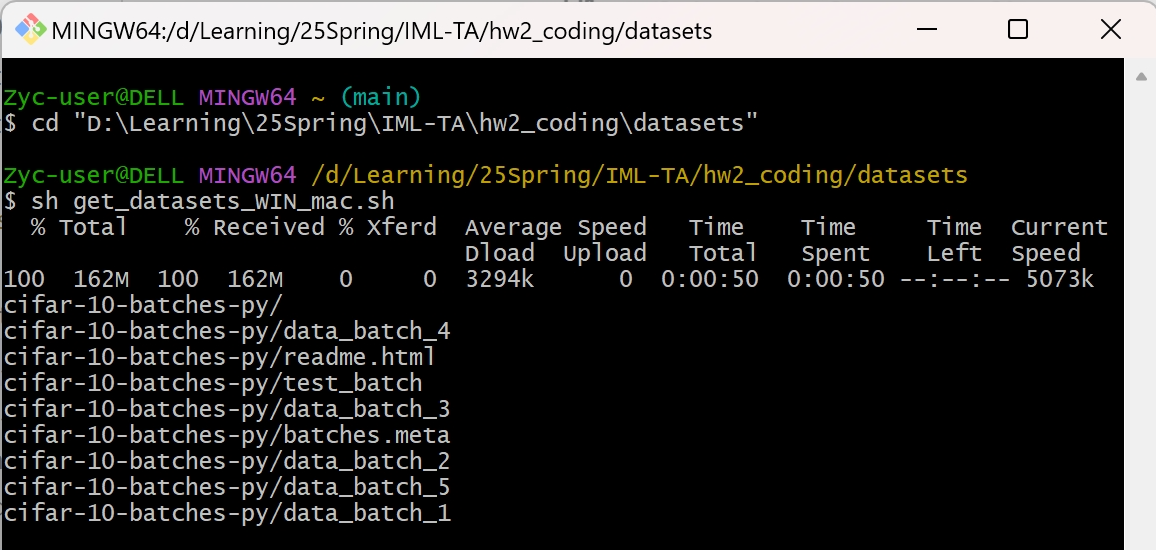 MINGW64:/d/Learning/25Spring/IML-TA/hw2_coding/datasets
Zyc-user@DELL MINGW64 ~ (main)
$ cd "D:\Learning\25Spring\IML-TA\hw2_coding\datasets"
Zyc-user@DELL MINGW64 /d/Learning/25Spring/IML-TA/hw2_coding/datasets
$ sh get_datasets_WIN_mac.sh
  % Total    % Received % Xferd  Average Speed   Time    Time     Time  Current
                                 Dload  Upload   Total   Spent    Left  Speed
100  162M  100  162M    0     0  3294k      0  0:00:50  0:00:50 --:--:-- 5073k
cifar-10-batches-py/
cifar-10-batches-py/data_batch_4
cifar-10-batches-py/readme.html
cifar-10-batches-py/test_batch
cifar-10-batches-py/data_batch_3
cifar-10-batches-py/batches.meta
cifar-10-batches-py/data_batch_2
cifar-10-batches-py/data_batch_5
cifar-10-batches-py/data_batch_1